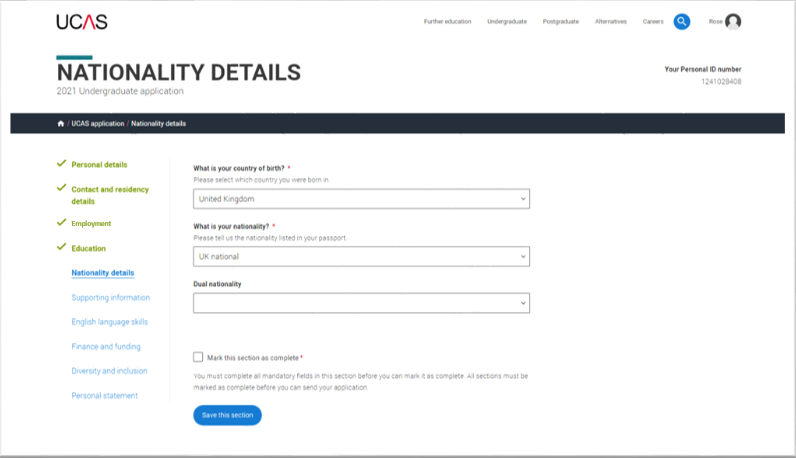 UCAS
Further education Undergraduate Postgraduate Alternatives Careers Rose
NATIONALITY DETAILS
2021 Undergraduate application
Your Personal ID number
1241028408
/ UCAS application / Nationality details
Personal details
Contact and residency
details
Employment
Education
Nationality details
Supporting information
English language skills
Finance and funding
Diversity and inclusion
Personal statement
What is your country of birth? *
Please select which country you were born in.
United Kingdom
What is your nationality? *
Please tell us the nationality listed in your passport
UK national
Dual nationality
Mark this section as complete *
You must complete all mandatory fields in this section before you can mark it as complete. All sections must be
marked as complete before you can send your application.
Save this section